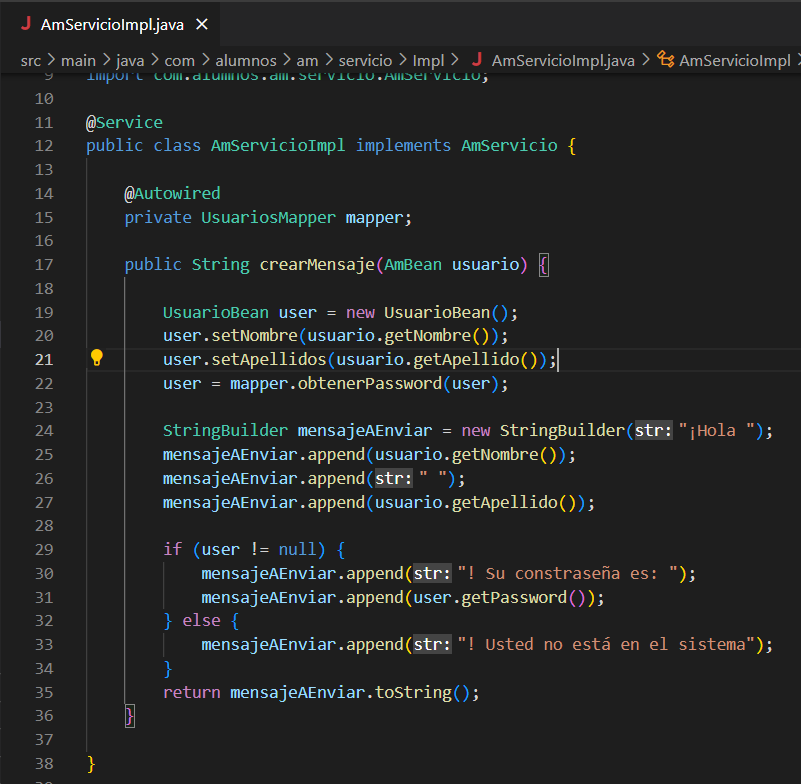 J AmServicioImpl.java ×
src > main > java > com > alumnos > am > servicio > Impl > J AmServicioImpl.java > AmServicioImpl >
9 import com.alumnos.am.servicio.AmServicio;
10
11 @Service
12 public class AmServicioImpl implements AmServicio {
13
14 @Autowired
15 private UsuariosMapper mapper;
16
17 public String crearMensaje(AmBean usuario) {
18
19 UsuarioBean user = new UsuarioBean();
20 user.setNombre(usuario.getNombre());
21 user.setApellidos(usuario.getApellido());
22 user = mapper.obtenerPassword(user);
23
24 StringBuilder mensajeAEnviar = new StringBuilder(str: "¡Hola ");
25 mensajeAEnviar.append(usuario.getNombre());
26 mensajeAEnviar.append(str: " ");
27 mensajeAEnviar.append(usuario.getApellido());
28
29 if (user != null) {
30 mensajeAEnviar.append(str: "! Su constraseña es: ");
31 mensajeAEnviar.append(user.getPassword());
32 } else {
33 mensajeAEnviar.append(str: "! Usted no está en el sistema");
34 }
35 return mensajeAEnviar.toString();
36 }
37
38 }